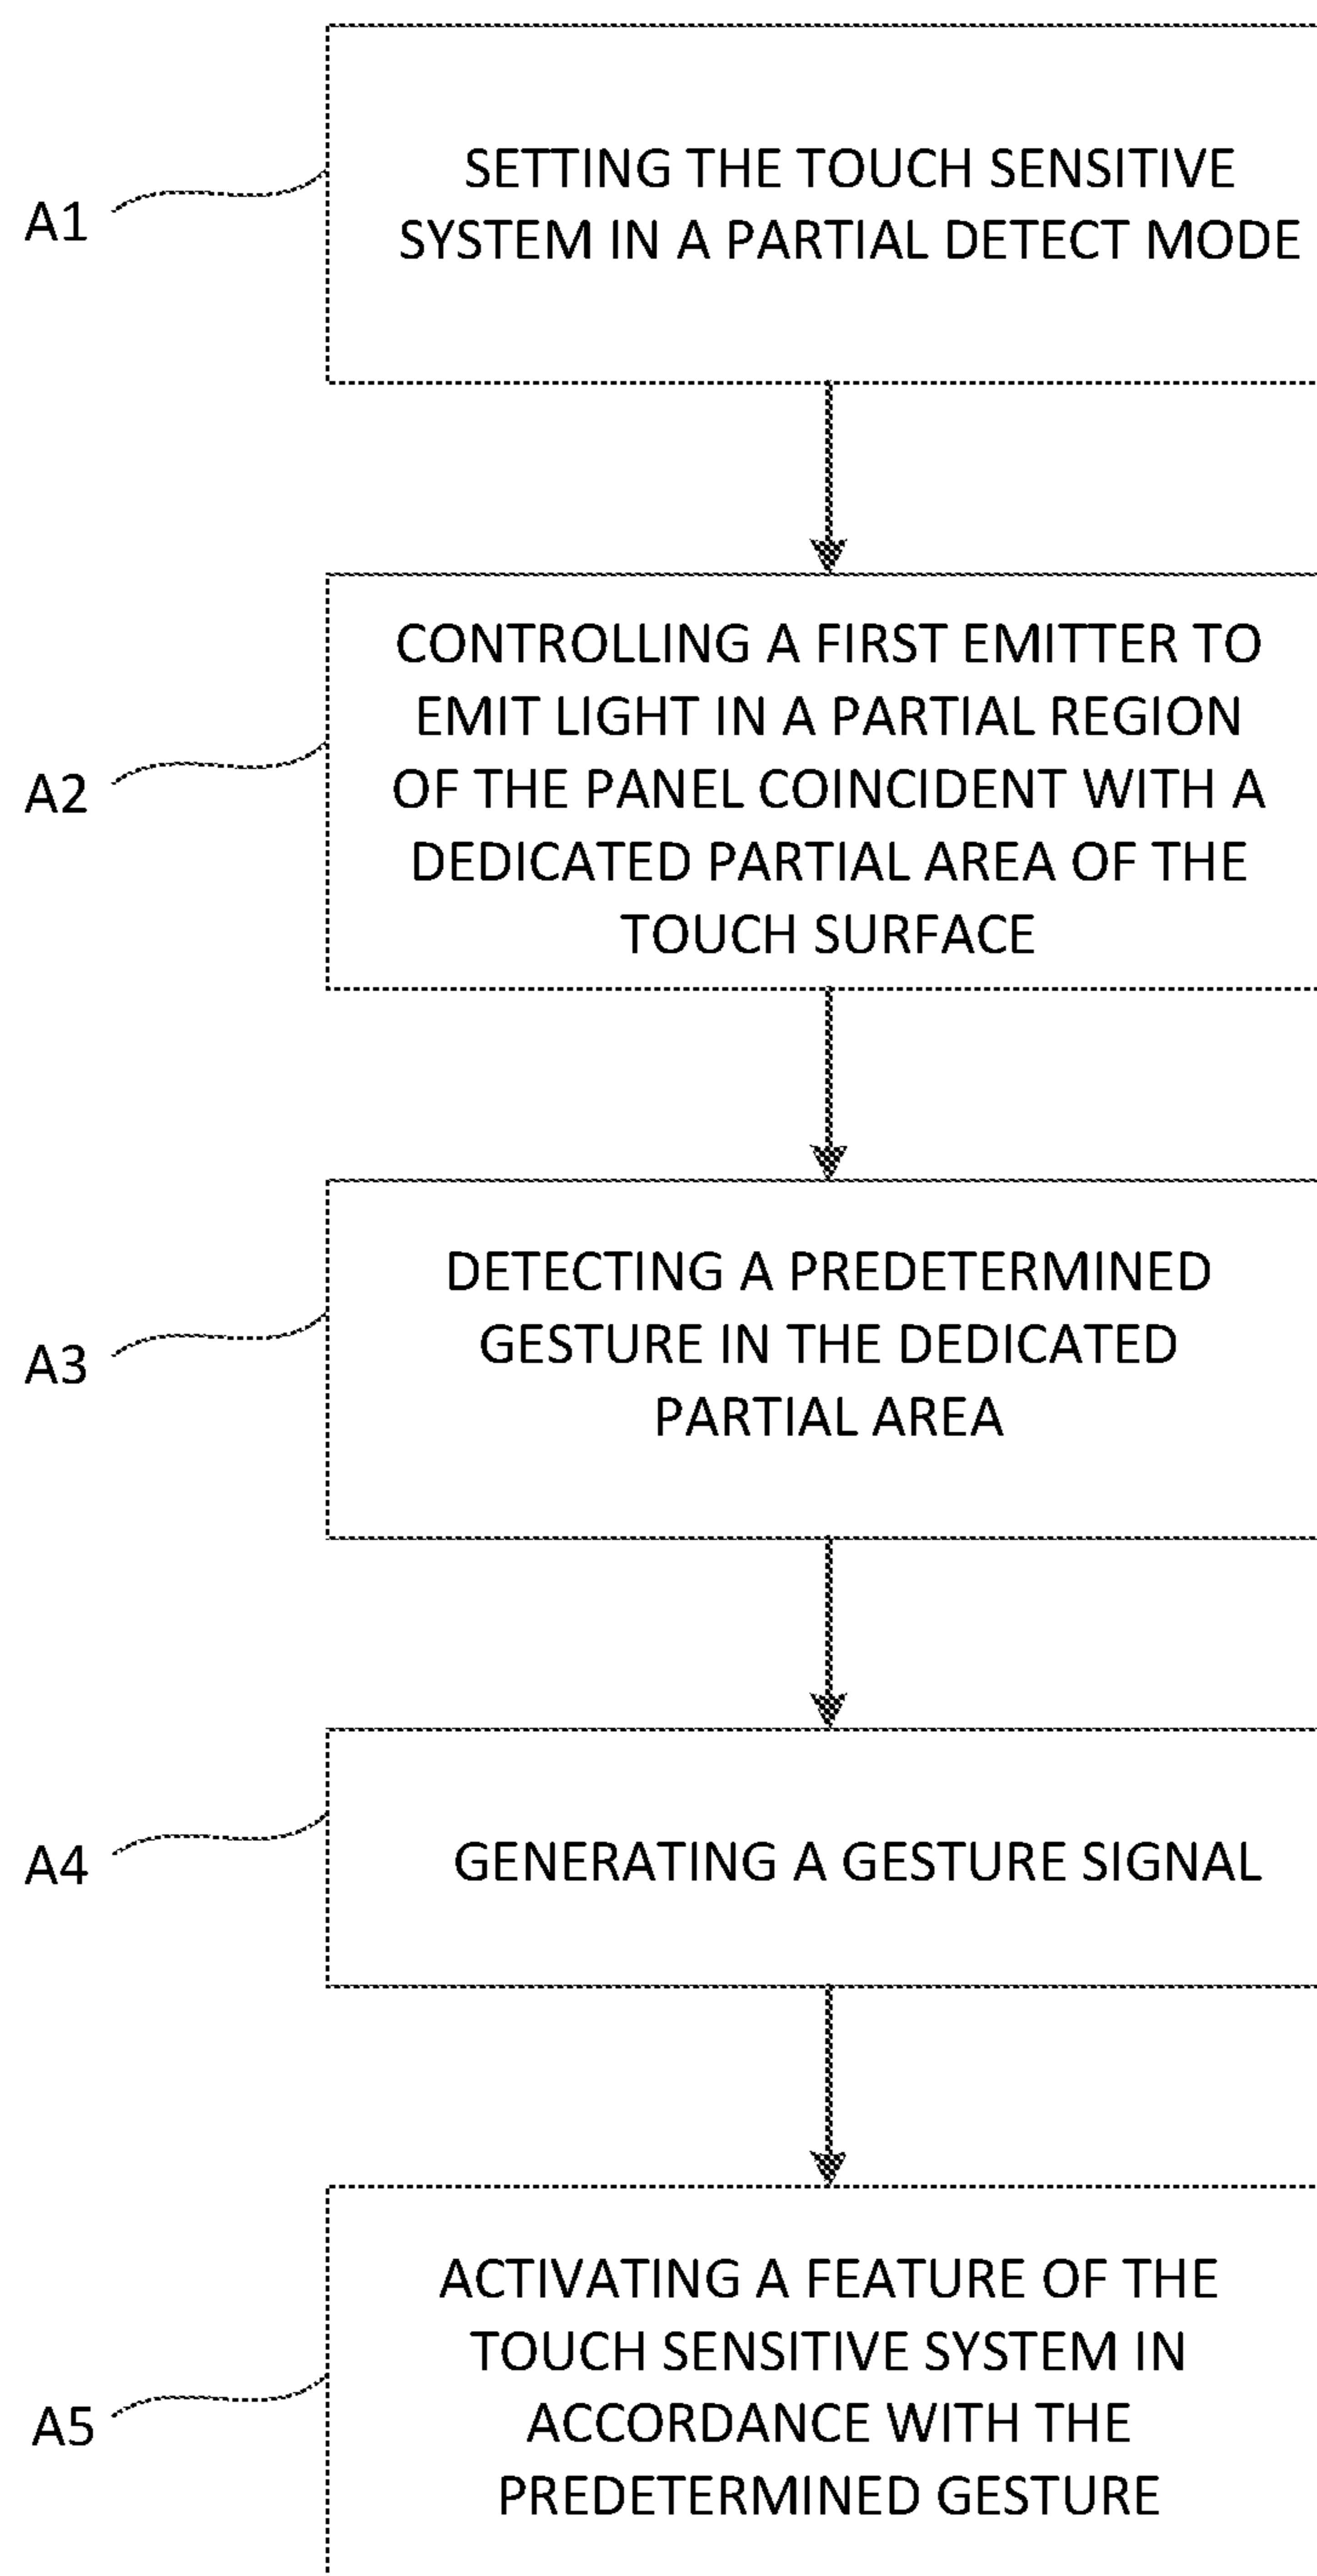 A1
SETTING THE TOUCH SENSITIVE
SYSTEM IN A PARTIAL DETECT MODE
A2
CONTROLLING A FIRST EMITTER TO
EMIT LIGHT IN A PARTIAL REGION
OF THE PANEL COINCIDENT WITH A
DEDICATED PARTIAL AREA OF THE
TOUCH SURFACE
A3
DETECTING A PREDETERMINED
GESTURE IN THE DEDICATED
PARTIAL AREA
A4
GENERATING A GESTURE SIGNAL
A5
ACTIVATING A FEATURE OF THE
TOUCH SENSITIVE SYSTEM IN
ACCORDANCE WITH THE
PREDETERMINED GESTURE